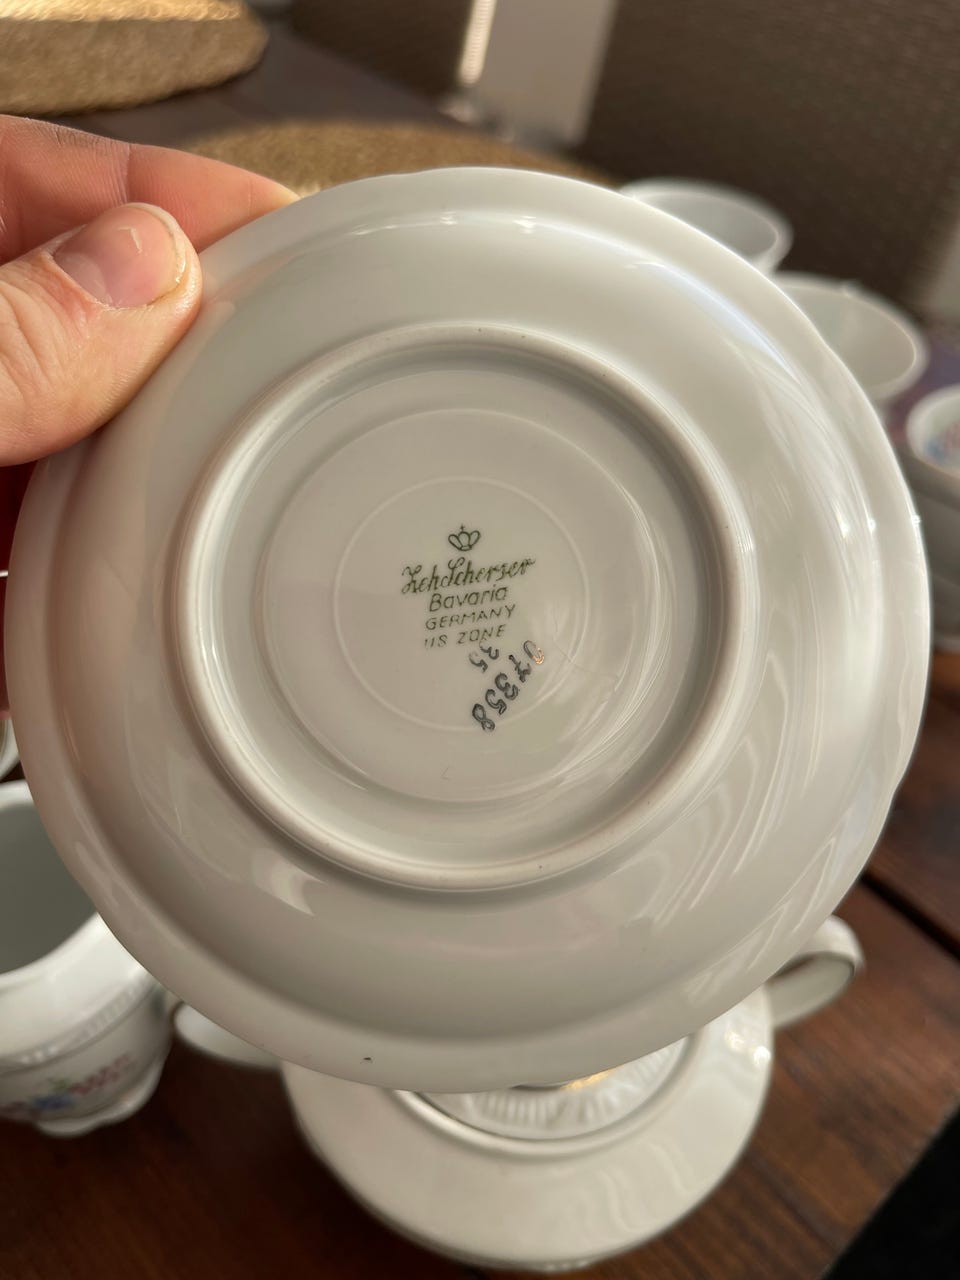 ZehScherzer
Bavaria
GERMANY
US ZONE
35
07358